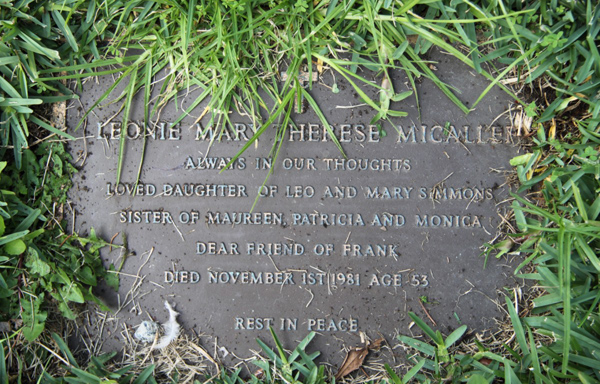 LEONIE MARY THERESE MICALLEF
ALWAYS IN OUR THOUGHTS
LOVED DAUGHTER OF LEO AND MARY SIMMONS
SISTER OF MAUREEN, PATRICIA AND MONICA
DEAR FRIEND OF FRANK
DIED NOVEMBER 1ST 1981 AGE 53
REST IN PEACE